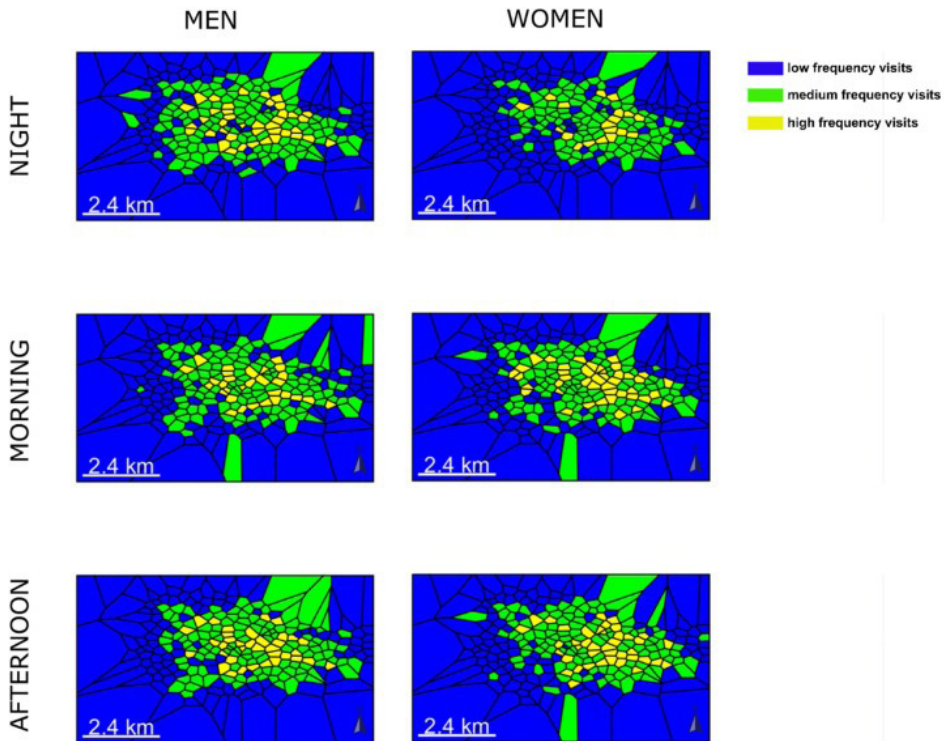 MEN
WOMEN
NIGHT
2.4 km
2.4 km
low frequency visits
medium frequency visits
high frequency visits
MORNING
2.4 km
2.4 km
AFTERNOON
2.4 km
2.4 km